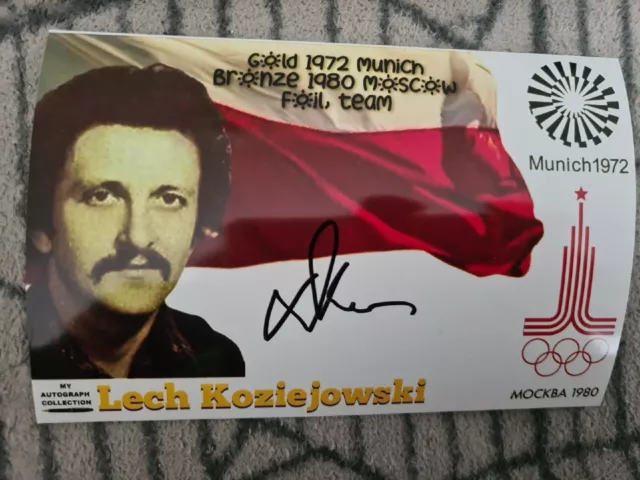 Gold 1972 Munich
Bronze 1980 Moscow
Foil, team
Munich1972
MY
AUTOGRAPH
COLLECTION
Lech Koziejowski
МОСКВА 1980